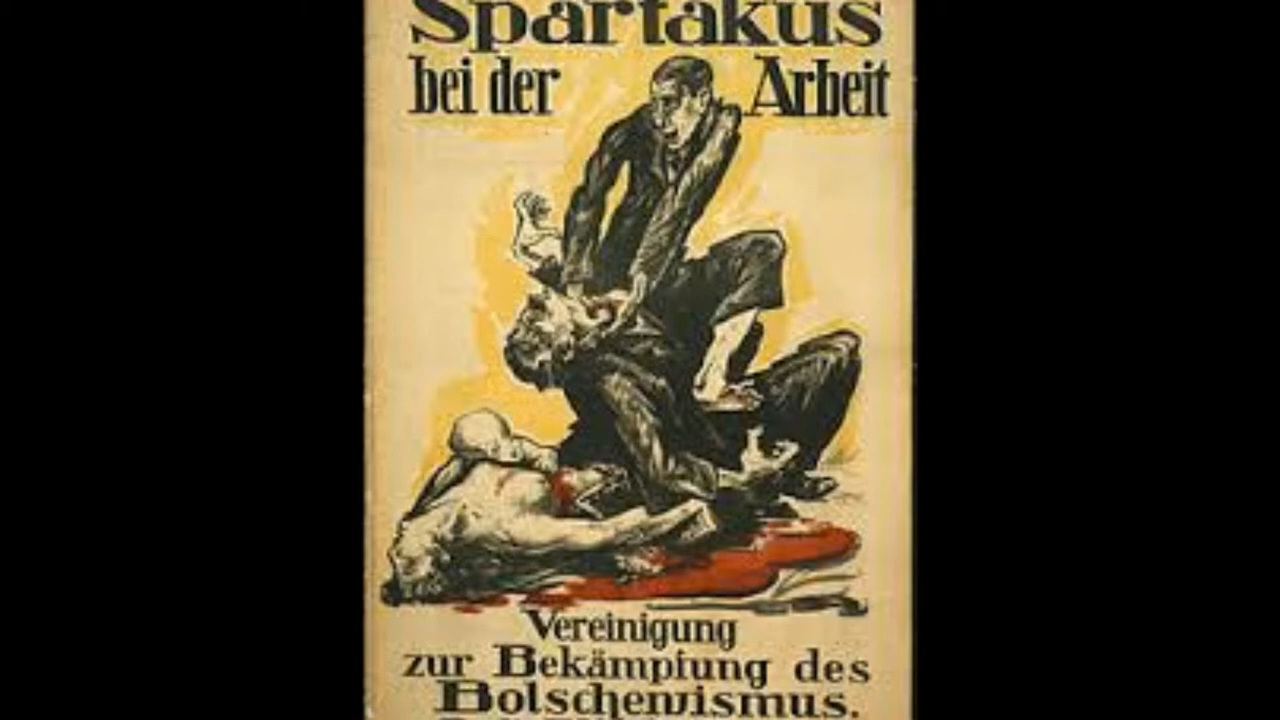 Spartakus
bei der Arbeit
Vereinigung
zur Bekämpfung des
Bolschewismus.